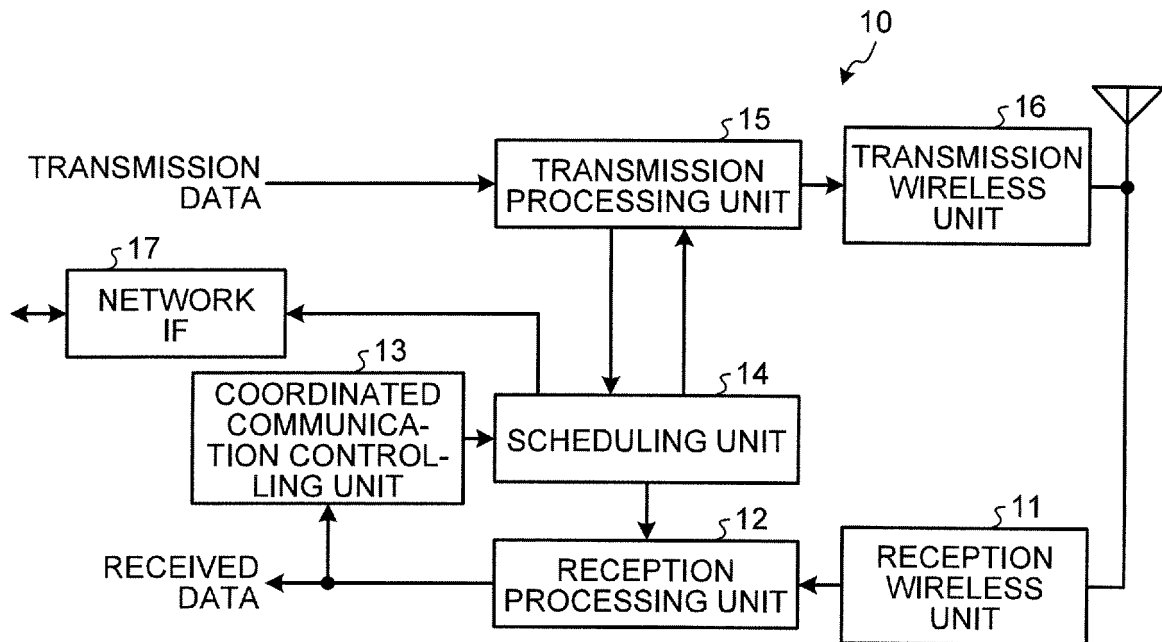 10
15
16
TRANSMISSION
DATA
TRANSMISSION
PROCESSING UNIT
TRANSMISSION
WIRELESS
UNIT
17
NETWORK
IF
13
14
COORDINATED
COMMUNICA-
TION CONTROL-
LING UNIT
SCHEDULING UNIT
12
11
RECEIVED
DATA
RECEPTION
PROCESSING UNIT
RECEPTION
WIRELESS
UNIT